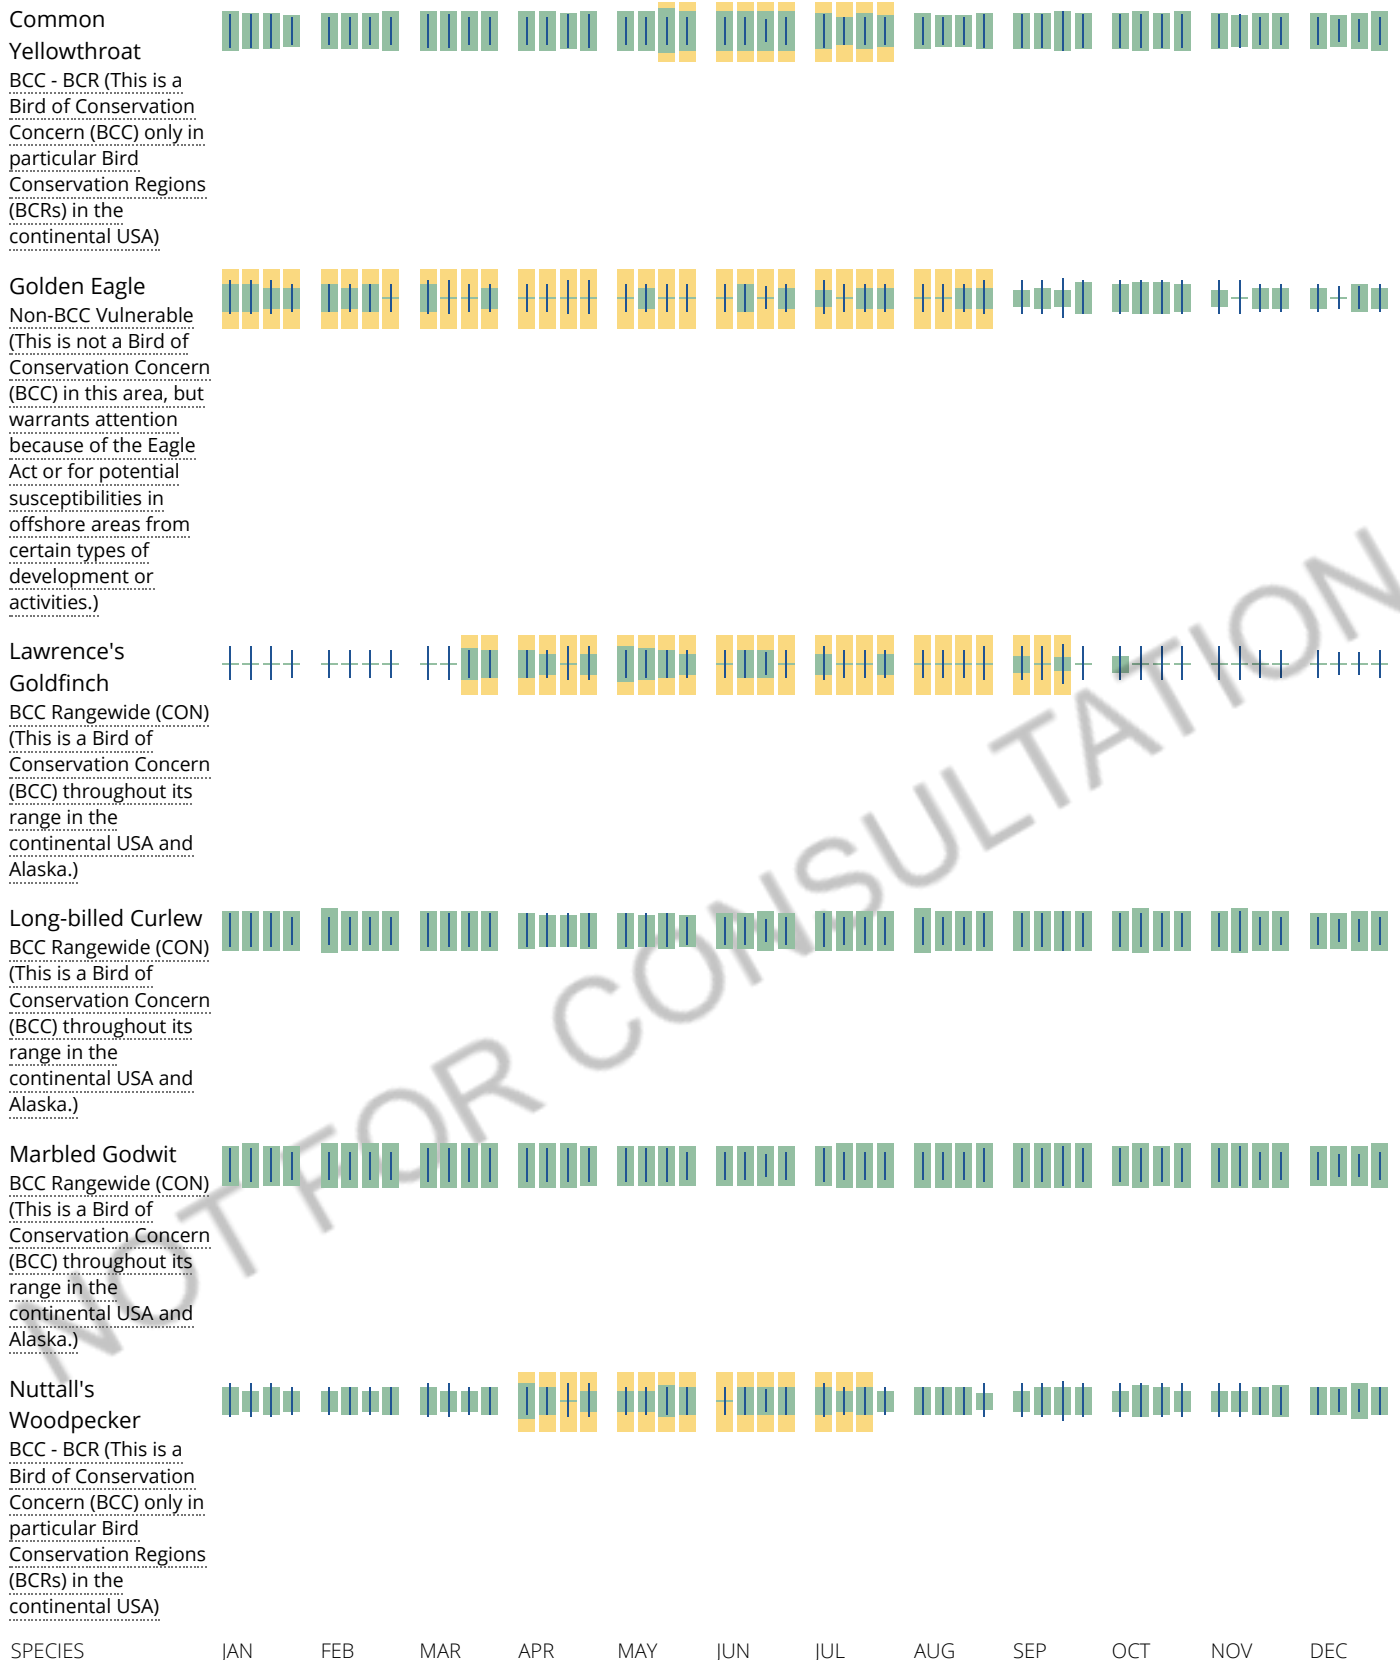 Common
Yellowthroat
BCC - BCR (This is a
Bird of Conservation
Concern (BCC) only in
particular Bird
Conservation Regions
(BCRs) in the
continental USA)
Golden Eagle
Non-BCC Vulnerable
(This is not a Bird of
Conservation Concern
(BCC) in this area, but
warrants attention
because of the Eagle
Act or for potential
susceptibilities in
offshore areas from
certain types of
development or
activities.)
Lawrence's
Goldfinch
BCC Rangewide (CON)
(This is a Bird of
Conservation Concern
(BCC) throughout its
range in the
continental USA and
Alaska.)
Long-billed Curlew
BCC Rangewide (CON)
(This is a Bird of
Conservation Concern
(BCC) throughout its
range in the
continental USA and
Alaska.)
Marbled Godwit
BCC Rangewide (CON)
(This is a Bird of
Conservation Concern
(BCC) throughout its
range in the
continental USA and
Alaska.)
Nuttall's
Woodpecker
BCC - BCR (This is a
Bird of Conservation
Concern (BCC) only in
particular Bird
Conservation Regions
(BCRs) in the
continental USA)
SPECIES JAN FEB MAR APR MAY JUN JUL AUG SEP OCT NOV DEC
NOT FOR CONSULTATION